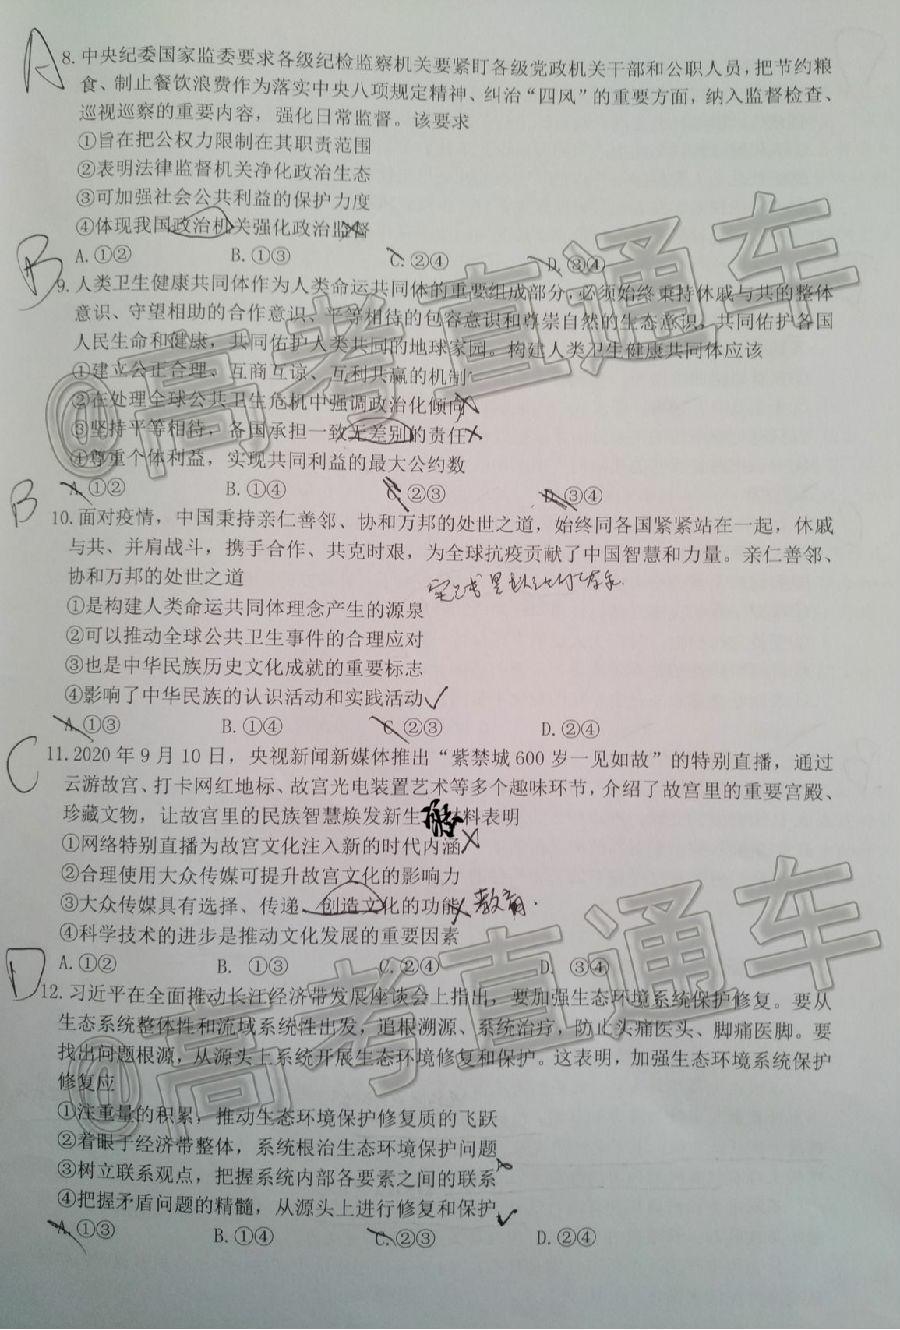 A
8. 中央纪委国家监委要求各级纪检监察机关要紧盯各级党政机关干部和公职人员，把节约粮
食、制止餐饮浪费作为落实中央八项规定精神、纠治“四风”的重要方面，纳入监督检查、
巡视巡察的重要内容，强化日常监督。该要求
①旨在把公权力限制在其职责范围
②表明法律监督机关净化政治生态
③可加强社会公共利益的保护力度
④体现我国政治机关强化政治监督
A. ①② B. ①③ C. ②④ D. ③④
B
9. 人类卫生健康共同体作为人类命运共同体的重要组成部分，必须始终秉持休戚与共的整体
意识、守望相助的合作意识、平等相待的包容意识和尊崇自然的生态意识，共同佑护各国
人民生命和健康，共同佑护人类共同的地球家园。构建人类卫生健康共同体应该
①建立公正合理、互商互谅、互利共赢的机制
②在处理全球公共卫生危机中强调政治化倾向
③坚持平等相待，各国承担一致无差别的责任
④尊重个体利益，实现共同利益的最大公约数
A. ①② B. ①④ C. ②③ D. ③④
B
10. 面对疫情，中国秉持亲仁善邻、协和万邦的处世之道，始终同各国紧紧站在一起，休戚
与共、并肩战斗，携手合作、共克时艰，为全球抗疫贡献了中国智慧和力量。亲仁善邻、
协和万邦的处世之道
①是构建人类命运共同体理念产生的源泉
②可以推动全球公共卫生事件的合理应对
③也是中华民族历史文化成就的重要标志
④影响了中华民族的认识活动和实践活动
A. ①③ B. ①④ C. ②③ D. ②④
C
11. 2020 年 9 月 10 日，央视新闻新媒体推出“紫禁城 600 岁一见如故”的特别直播，通过
云游故宫、打卡网红地标、故宫光电装置艺术等多个趣味环节，介绍了故宫里的重要宫殿、
珍藏文物，让故宫里的民族智慧焕发新生 料表明
①网络特别直播为故宫文化注入新的时代内涵
②合理使用大众传媒可提升故宫文化的影响力
③大众传媒具有选择、传递、创造文化的功能 教育
④科学技术的进步是推动文化发展的重要因素
A. ①② B. ①③ C. ②④ D. ③④
D
12. 习近平在全面推动长江经济带发展座谈会上指出，要加强生态环境系统保护修复。要从
生态系统整体性和流域系统性出发，追根溯源、系统治疗，防止头痛医头、脚痛医脚。要
找出问题根源，从源头上系统开展生态环境修复和保护。这表明，加强生态环境系统保护
修复应
①注重量的积累，推动生态环境保护修复质的飞跃
②着眼于经济带整体，系统根治生态环境保护问题
③树立联系观点，把握系统内部各要素之间的联系
④把握矛盾问题的精髓，从源头上进行修复和保护
A. ①③ B. ①④ C. ②③ D. ②④
@高考直通车
@高考直通车